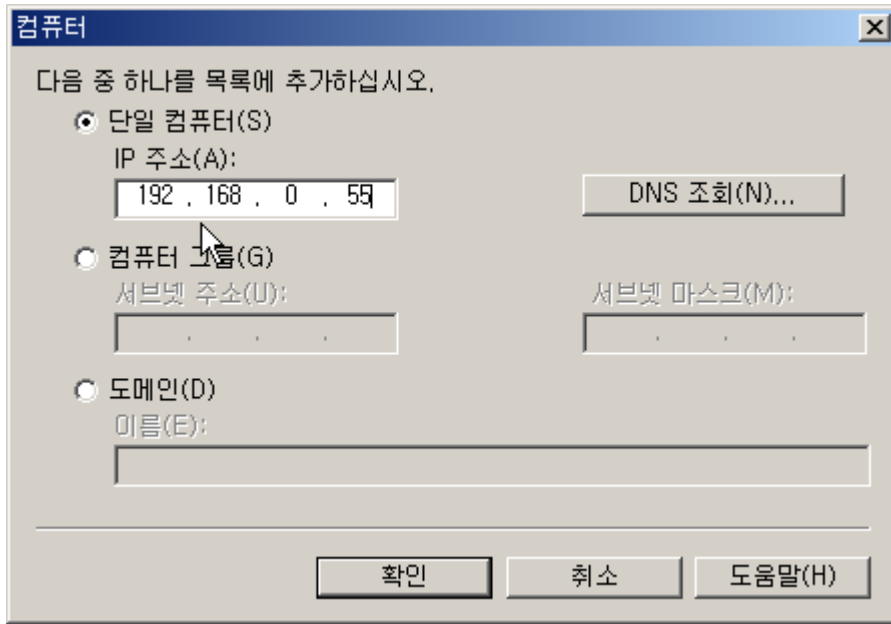 컴퓨터
다음 중 하나를 목록에 추가하십시오.
단일 컴퓨터(S)
IP 주소(A):
192 . 168 . 0 . 55
DNS 조회(N)...
컴퓨터 그룹(G)
서브넷 주소(U): 서브넷 마스크(M):
. . . . . .
도메인(D)
이름(E):
확인 취소 도움말(H)